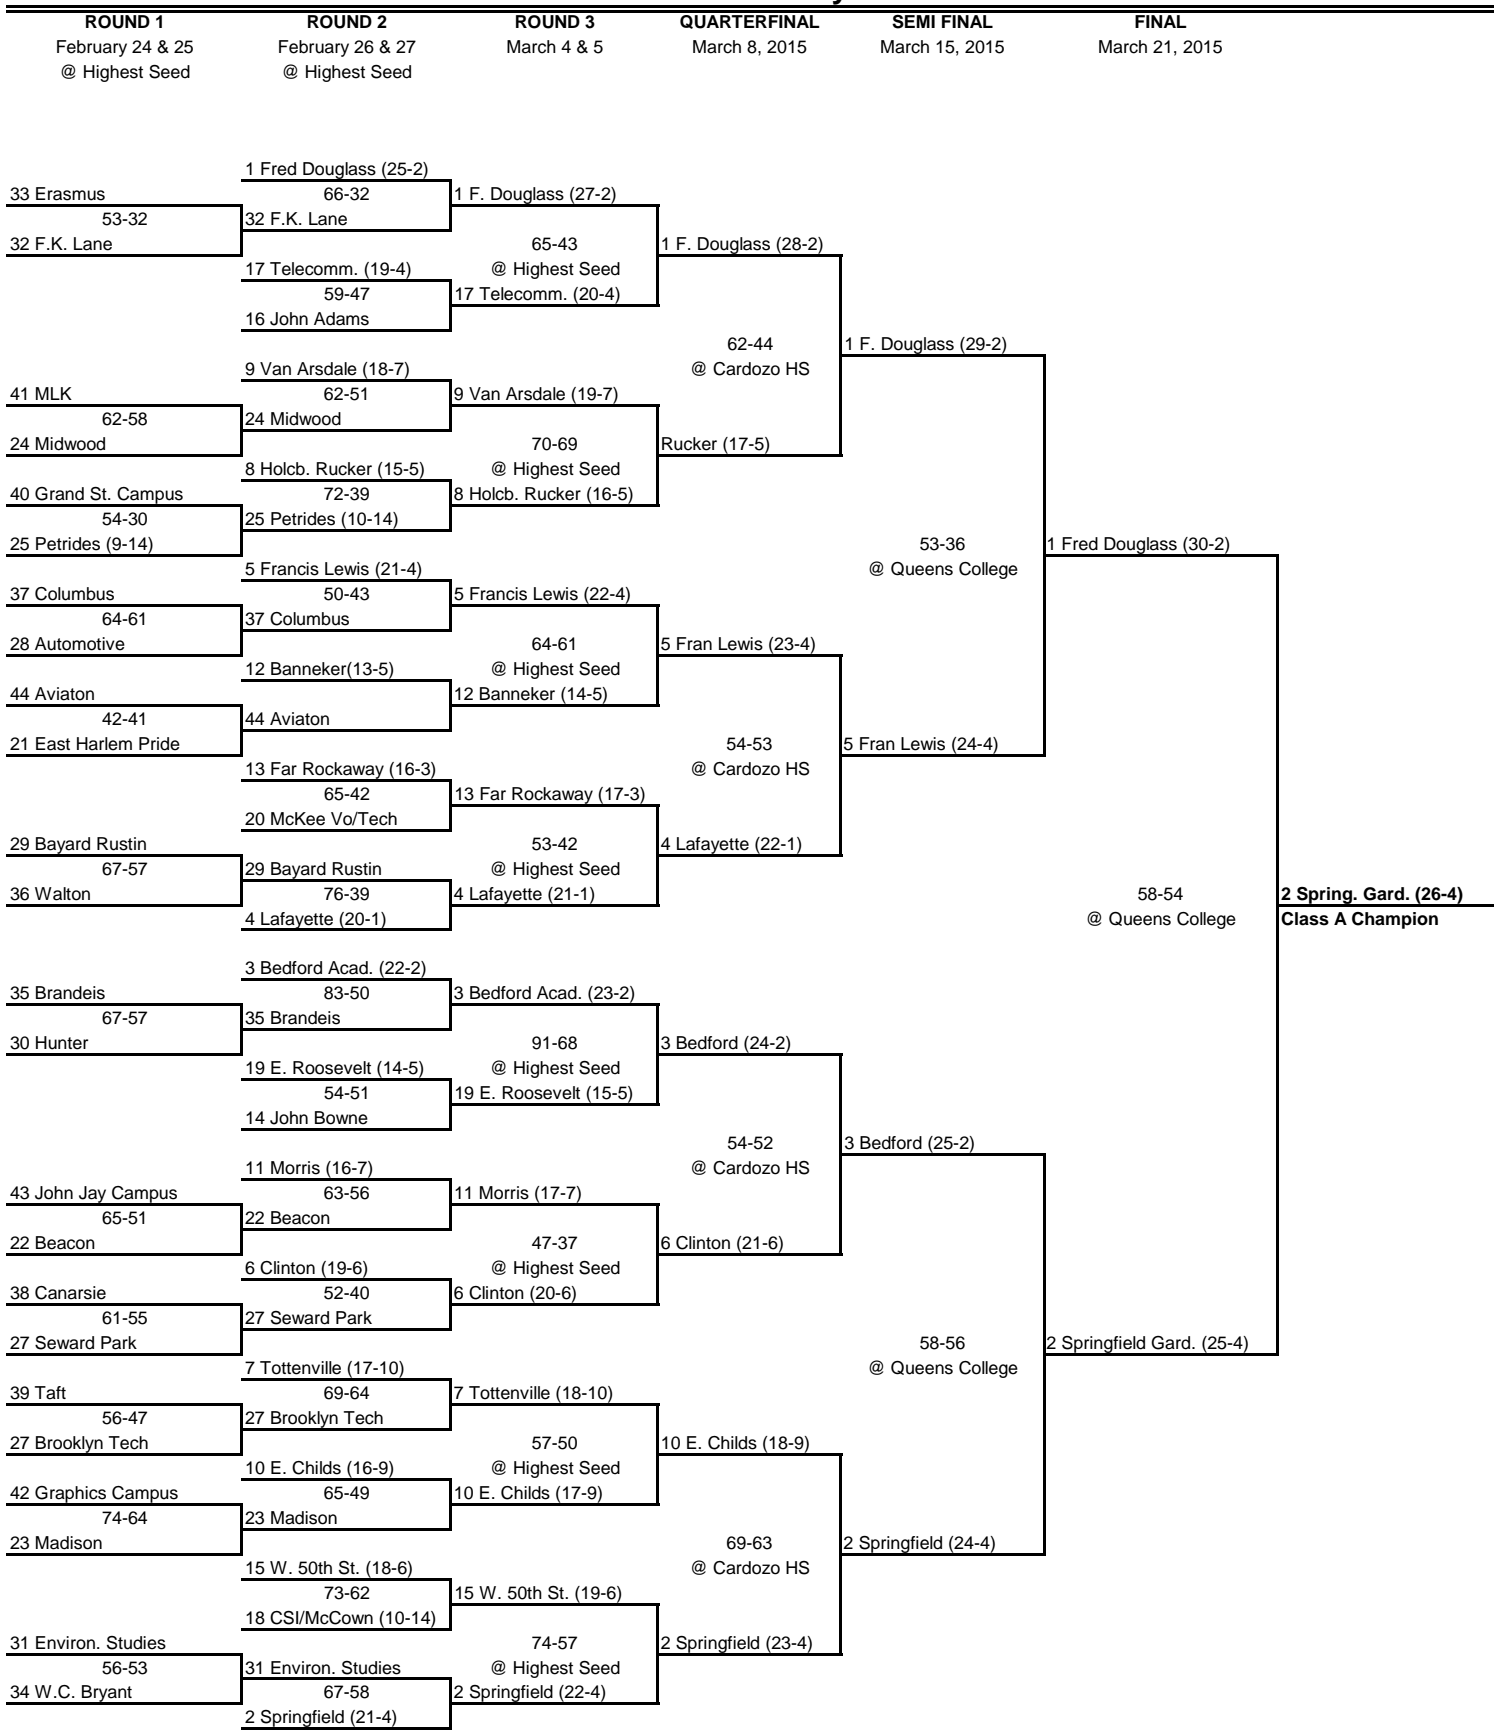 ROUND 1
February 24 & 25
@ Highest Seed
ROUND 2
February 26 & 27
@ Highest Seed
ROUND 3
March 4 & 5
QUARTERFINAL
March 8, 2015
SEMI FINAL
March 15, 2015
FINAL
March 21, 2015
33 Erasmus
53-32
32 F.K. Lane
41 MLK
62-58
24 Midwood
40 Grand St. Campus
54-30
25 Petrides (9-14)
37 Columbus
64-61
28 Automotive
44 Aviaton
42-41
21 East Harlem Pride
29 Bayard Rustin
67-57
36 Walton
35 Brandeis
67-57
30 Hunter
43 John Jay Campus
65-51
22 Beacon
38 Canarsie
61-55
27 Seward Park
39 Taft
56-47
27 Brooklyn Tech
42 Graphics Campus
74-64
23 Madison
31 Environ. Studies
56-53
34 W.C. Bryant
1 Fred Douglass (25-2)
66-32
32 F.K. Lane
17 Telecomm. (19-4)
59-47
16 John Adams
9 Van Arsdale (18-7)
62-51
24 Midwood
8 Holcb. Rucker (15-5)
72-39
25 Petrides (10-14)
5 Francis Lewis (21-4)
50-43
37 Columbus
12 Banneker(13-5)
44 Aviaton
13 Far Rockaway (16-3)
65-42
20 McKee Vo/Tech
29 Bayard Rustin
76-39
4 Lafayette (20-1)
3 Bedford Acad. (22-2)
83-50
35 Brandeis
19 E. Roosevelt (14-5)
54-51
14 John Bowne
11 Morris (16-7)
63-56
22 Beacon
6 Clinton (19-6)
52-40
27 Seward Park
7 Tottenville (17-10)
69-64
27 Brooklyn Tech
10 E. Childs (16-9)
65-49
23 Madison
15 W. 50th St. (18-6)
73-62
18 CSI/McCown (10-14)
31 Environ. Studies
67-58
2 Springfield (21-4)
1 F. Douglass (27-2)
65-43
@ Highest Seed
17 Telecomm. (20-4)
9 Van Arsdale (19-7)
70-69
@ Highest Seed
8 Holcb. Rucker (16-5)
5 Francis Lewis (22-4)
64-61
@ Highest Seed
12 Banneker (14-5)
13 Far Rockaway (17-3)
53-42
@ Highest Seed
4 Lafayette (21-1)
3 Bedford Acad. (23-2)
91-68
@ Highest Seed
19 E. Roosevelt (15-5)
11 Morris (17-7)
47-37
@ Highest Seed
6 Clinton (20-6)
7 Tottenville (18-10)
57-50
@ Highest Seed
10 E. Childs (17-9)
15 W. 50th St. (19-6)
74-57
@ Highest Seed
2 Springfield (22-4)
1 F. Douglass (28-2)
62-44
@ Cardozo HS
Rucker (17-5)
5 Fran Lewis (23-4)
54-53
@ Cardozo HS
4 Lafayette (22-1)
3 Bedford (24-2)
54-52
@ Cardozo HS
6 Clinton (21-6)
10 E. Childs (18-9)
69-63
@ Cardozo HS
2 Springfield (23-4)
1 F. Douglass (29-2)
53-36
@ Queens College
5 Fran Lewis (24-4)
3 Bedford (25-2)
58-56
@ Queens College
2 Springfield (24-4)
1 Fred Douglass (30-2)
58-54
@ Queens College
2 Springfield Gard. (25-4)
2 Spring. Gard. (26-4)
Class A Champion